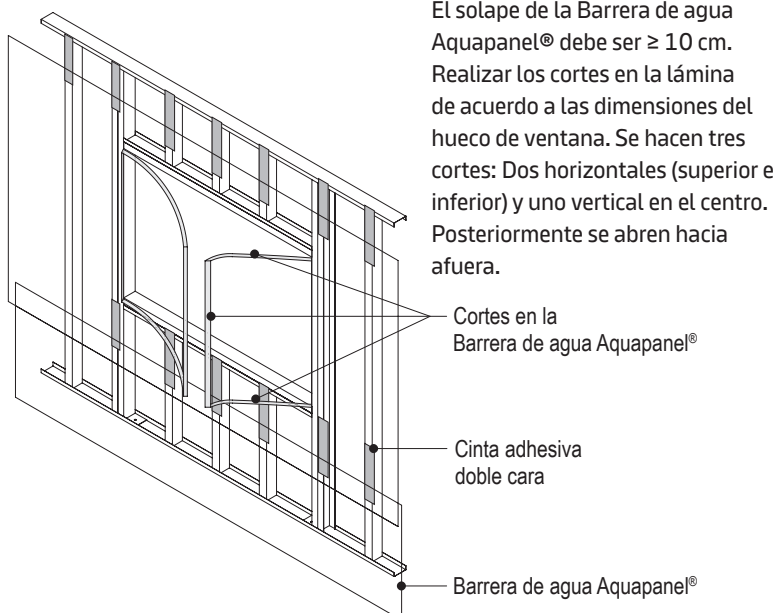 El solape de la Barrera de agua
Aquapanel® debe ser ≥ 10 cm.
Realizar los cortes en la lámina
de acuerdo a las dimensiones del
hueco de ventana. Se hacen tres
cortes: Dos horizontales (superior e
inferior) y uno vertical en el centro.
Posteriormente se abren hacia
afuera.
Cortes en la
Barrera de agua Aquapanel®
Cinta adhesiva
doble cara
Barrera de agua Aquapanel®